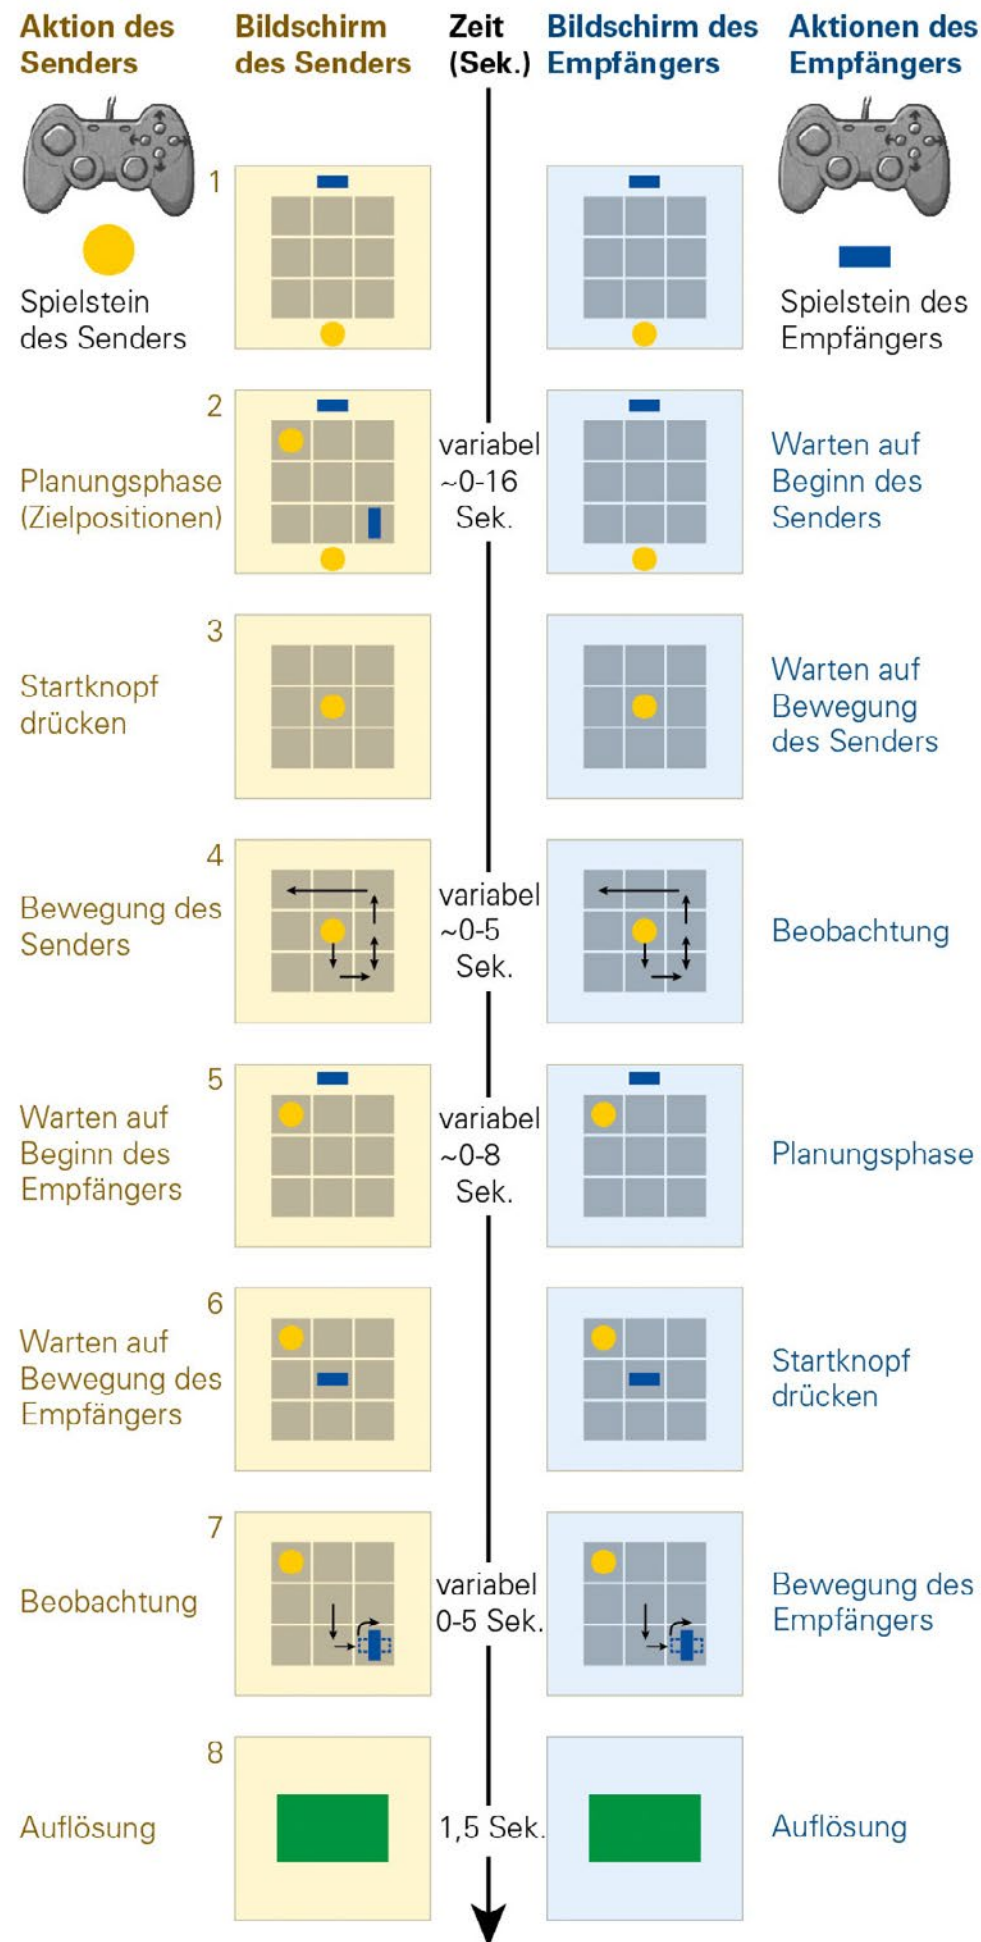 Aktion des
Senders
Bildschirm
des Senders
Zeit
(Sek.)
Bildschirm des
Empfängers
Aktionen des
Empfängers
Spielstein
des Senders
1
Spielstein des
Empfängers
2
Planungsphase
(Zielpositionen)
variabel
~0-16
Sek.
Warten auf
Beginn des
Senders
3
Startknopf
drücken
Warten auf
Bewegung
des Senders
4
Bewegung des
Senders
variabel
~0-5
Sek.
Beobachtung
5
Warten auf
Beginn des
Empfängers
variabel
~0-8
Sek.
Planungsphase
6
Warten auf
Bewegung des
Empfängers
Startknopf
drücken
7
Beobachtung
variabel
0-5 Sek.
Bewegung des
Empfängers
8
Auflösung
1,5 Sek.
Auflösung